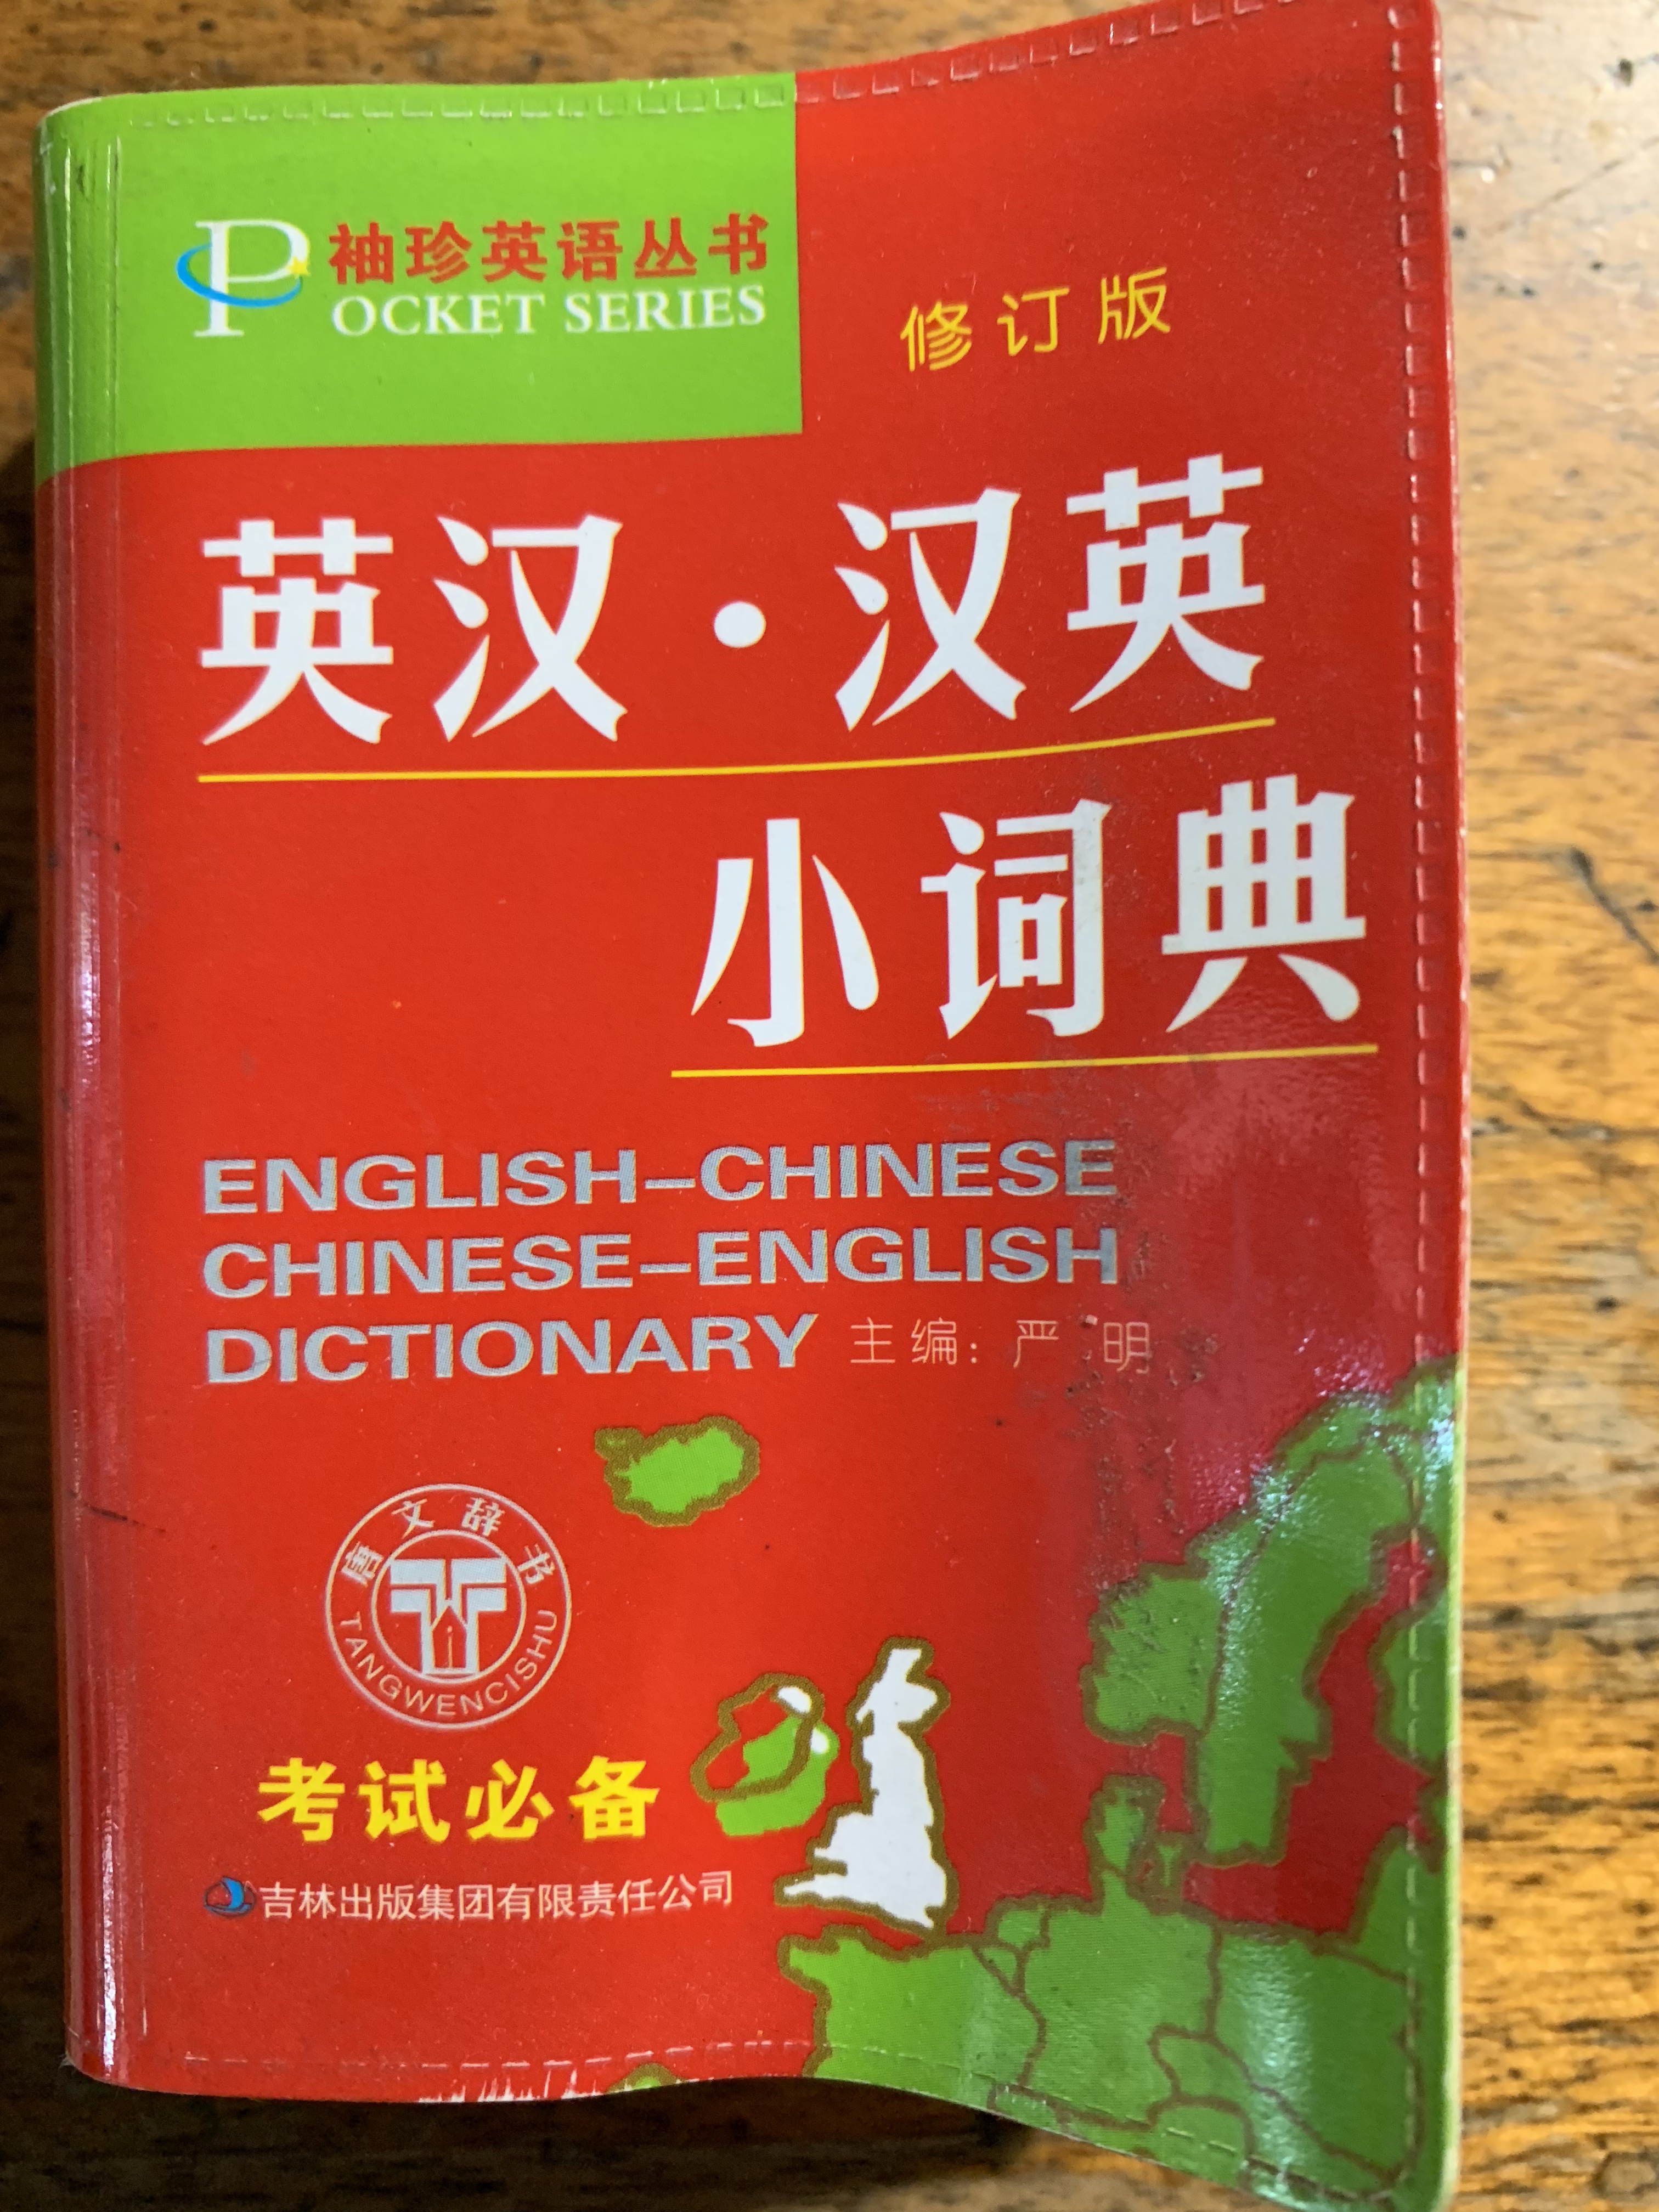 袖珍英语丛书
POCKET SERIES
修订版
英汉·汉英
小词典
ENGLISH-CHINESE
CHINESE-ENGLISH
DICTIONARY 主编：严 明
唐文辞书
TANGWENCISHU
考试必备
吉林出版集团有限责任公司